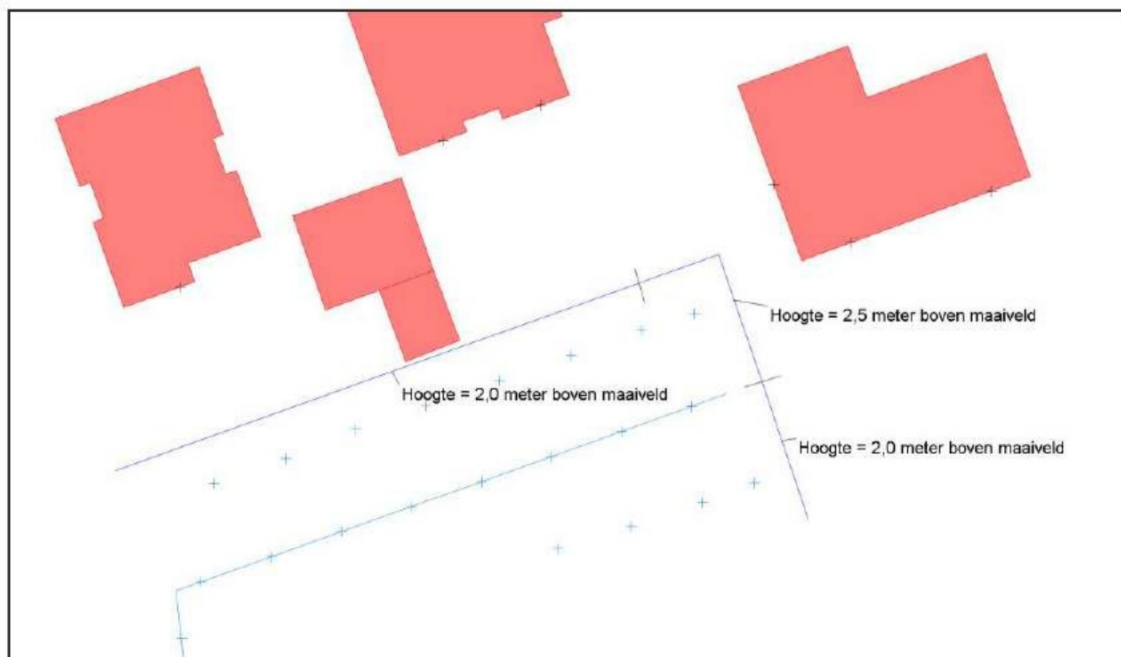 Hoogte = 2,5 meter boven maaiveld
Hoogte = 2,0 meter boven maaiveld
Hoogte = 2,0 meter boven maaiveld